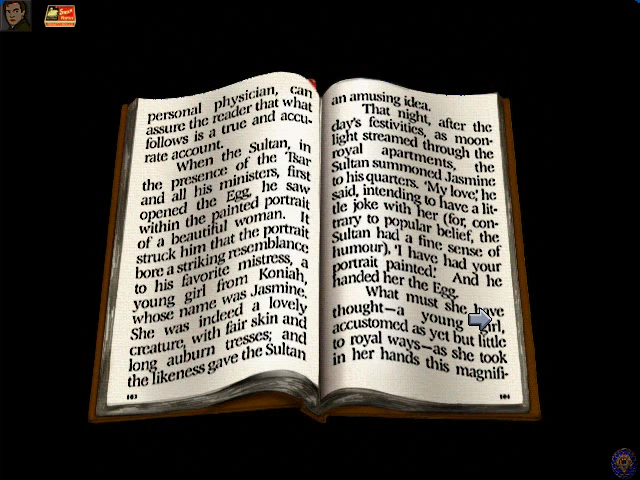 personal physician, can
assure the reader that what
follows is a true and accu-
rate account.
When the Sultan, in
the presence of the Tsar
and all his ministers, first
opened the Egg, he saw
within the painted portrait
of a beautiful woman. It
struck him that the portrait
bore a striking resemblance
to his favorite mistress, a
young girl from Koniah,
whose name was Jasmine.
She was indeed a lovely
creature, with fair skin and
long auburn tresses; and
the likeness gave the Sultan
103
an amusing idea.
That night, after the
day's festivities, as moon-
light streamed through the
royal apartments, the
Sultan summoned Jasmine
to his quarters. 'My love,' he
said, intending to have a lit-
tle joke with her (for, con-
trary to popular belief, the
Sultan had a fine sense of
humour), 'I have had your
portrait painted.' And he
handed her the Egg.
What must she have
thought—a young girl,
accustomed as yet but little
to royal ways—as she took
in her hands this magnifi-
104